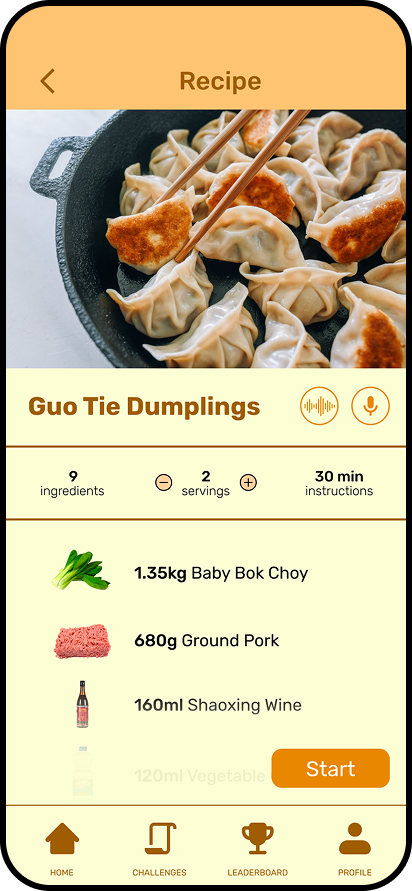 Recipe
Guo Tie Dumplings
9
ingredients
2
servings
30 min
instructions
1.35kg Baby Bok Choy
680g Ground Pork
160ml Shaoxing Wine
120ml Vegetable
Start
HOME
CHALLENGES
LEADERBOARD
PROFILE